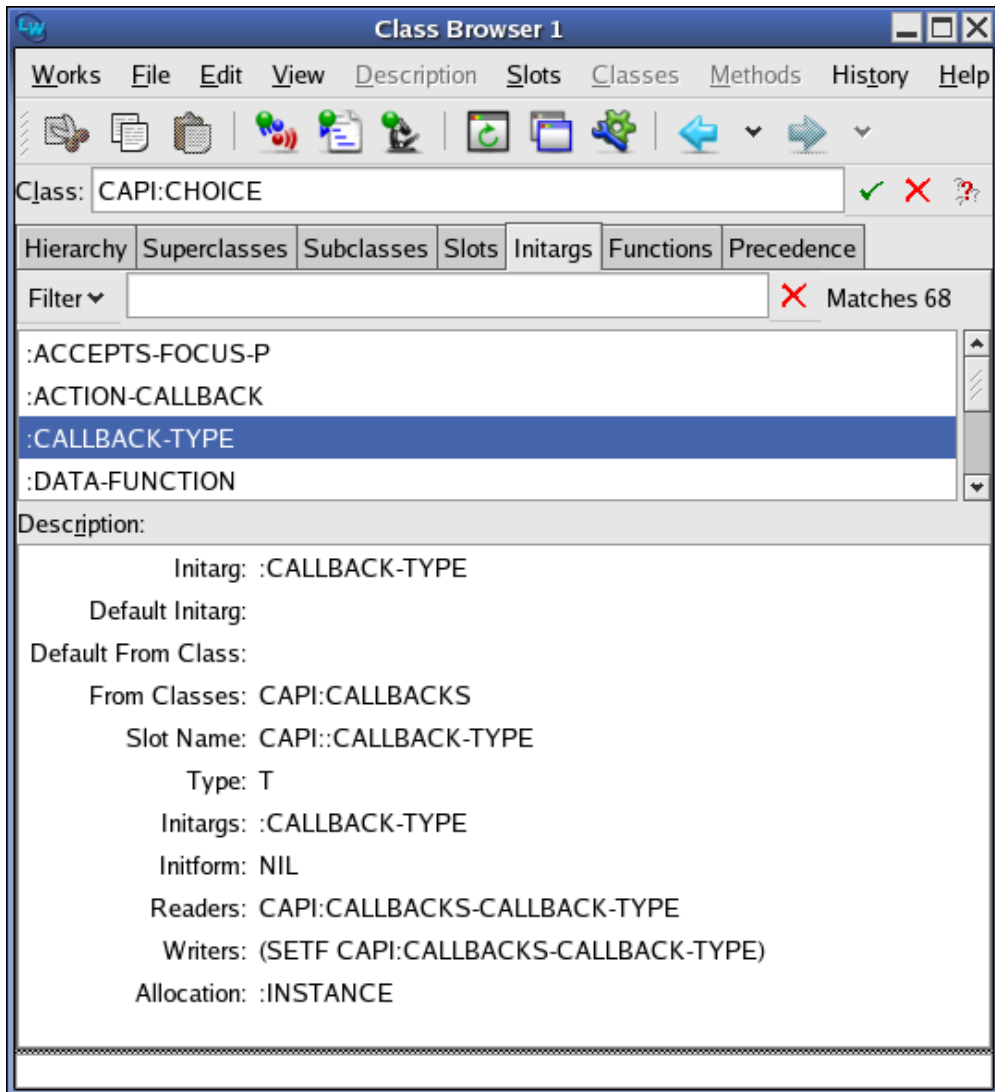 LW Class Browser 1
Works File Edit View Description Slots Classes Methods History Help
Class: CAPI:CHOICE
Hierarchy Superclasses Subclasses Slots Initargs Functions Precedence
Filter Matches 68
:ACCEPTS-FOCUS-P
:ACTION-CALLBACK
:CALLBACK-TYPE
:DATA-FUNCTION
Description:
Initarg: :CALLBACK-TYPE
Default Initarg:
Default From Class:
From Classes: CAPI:CALLBACKS
Slot Name: CAPI::CALLBACK-TYPE
Type: T
Initargs: :CALLBACK-TYPE
Initform: NIL
Readers: CAPI:CALLBACKS-CALLBACK-TYPE
Writers: (SETF CAPI:CALLBACKS-CALLBACK-TYPE)
Allocation: :INSTANCE